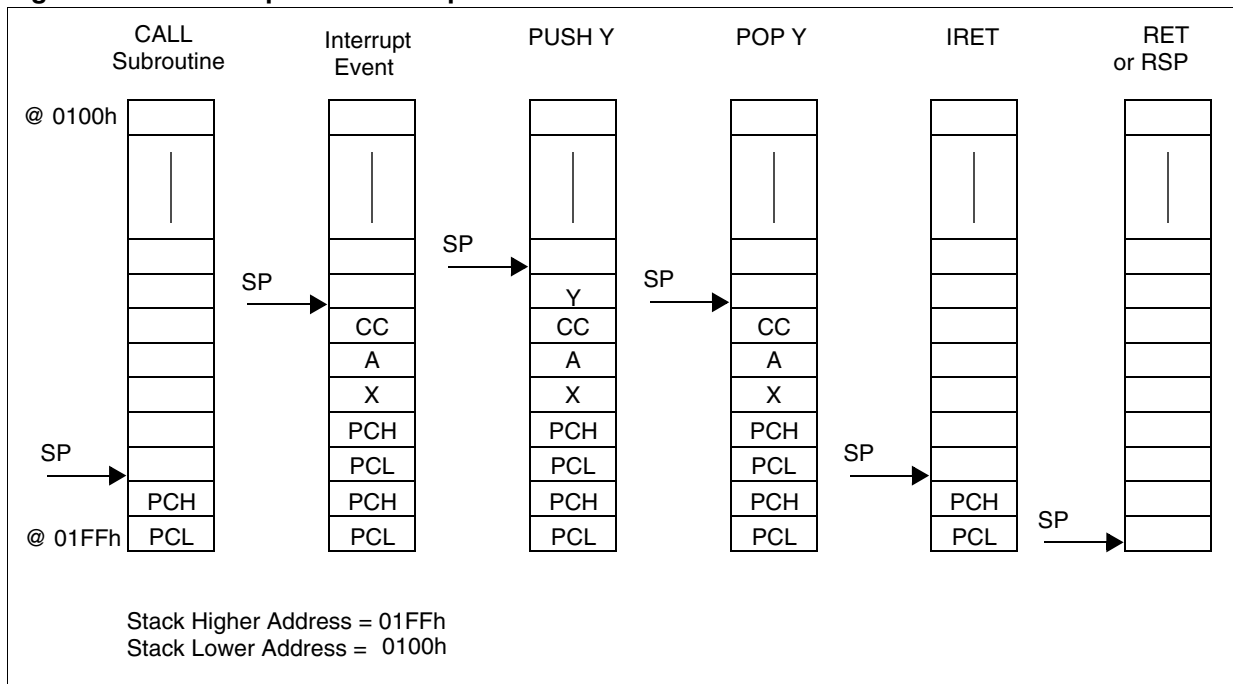 CALL
Subroutine
Interrupt
Event
PUSH Y
POP Y
IRET
RET
or RSP
@ 0100h
SP
SP
SP
Y
CC
CC
CC
A
A
A
X
X
X
PCH
PCH
PCH
SP
SP
PCL
PCL
PCL
PCH
PCH
PCH
PCH
PCH
SP
@ 01FFh
PCL
PCL
PCL
PCL
PCL
Stack Higher Address = 01FFh
Stack Lower Address = 0100h